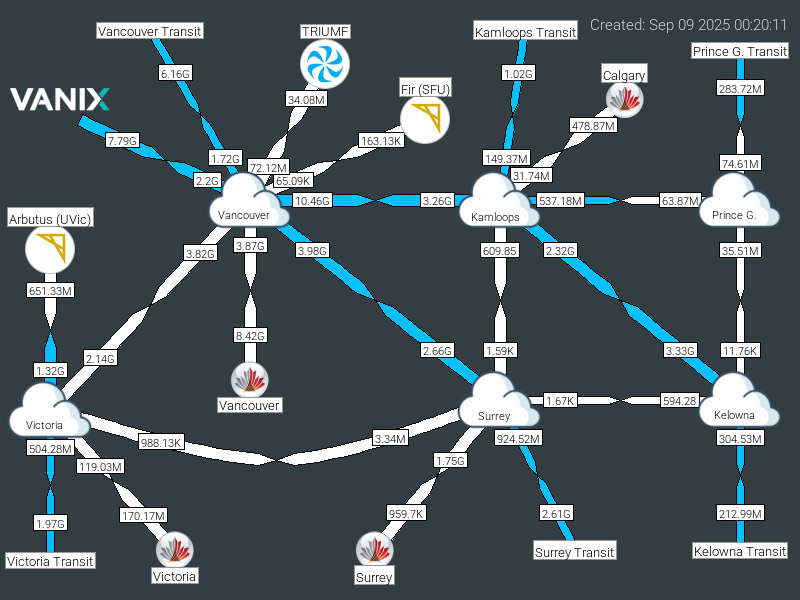 Created: Sep 09 2025 00:20:11
Vancouver Transit
TRIUMF
Kamloops Transit
Prince G. Transit
6.16G
1.02G
Calgary
Fir (SFU)
283.72M
VANIX
34.08M
478.87M
7.79G
163.13K
1.72G
72.12M
149.37M
74.61M
2.2G
65.09K
31.74M
10.46G
3.26G
537.18M
63.87M
Vancouver
Kamloops
Prince G.
Arbutus (UVic)
3.82G
3.87G
3.98G
609.85
2.32G
35.51M
651.33M
8.42G
2.14G
2.66G
1.59K
3.33G
11.76K
1.32G
Vancouver
1.67K
594.28
Victoria
Surrey
Kelowna
504.28M
988.13K
3.34M
924.52M
304.53M
119.03M
1.75G
1.97G
170.17M
959.7K
2.61G
212.99M
Victoria Transit
Victoria
Surrey
Surrey Transit
Kelowna Transit